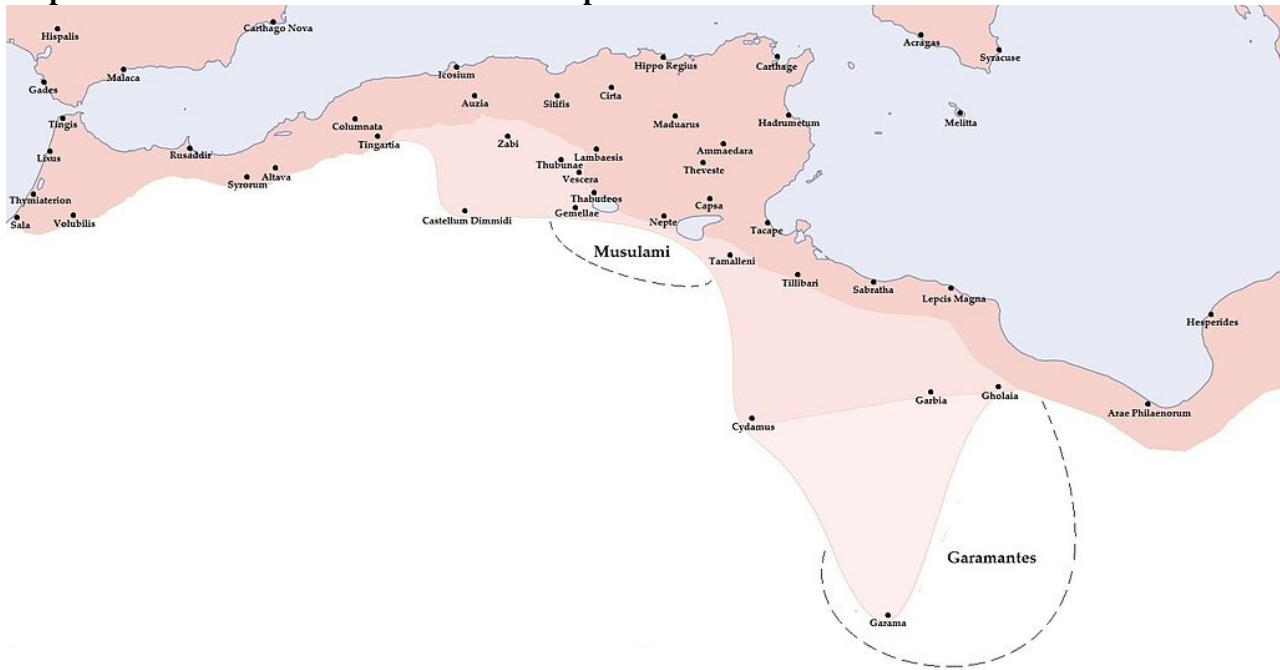 Hispalis
Carthago Nova
Acragas
Syracuse
Malaca
Gades
Icosium
Hippo Regius
Carthage
Auzia
Sitifis
Cirta
Tingis
Columnata
Maduarus
Hadrumetum
Melitta
Tingartia
Zabi
Ammaedara
Lixus
Rusaddir
Thubunae
Lambaesis
Theveste
Altava
Syrorum
Vescera
Thymiaterion
Thabudeos
Capsa
Sala
Volubilis
Castellum Dimmidi
Gemellae
Nepte
Tacape
Musulami
Tamalleni
Tillibari
Sabratha
Lepcis Magna
Hesperides
Garbia
Gholaia
Arae Philaenorum
Cydamus
Garamantes
Garama